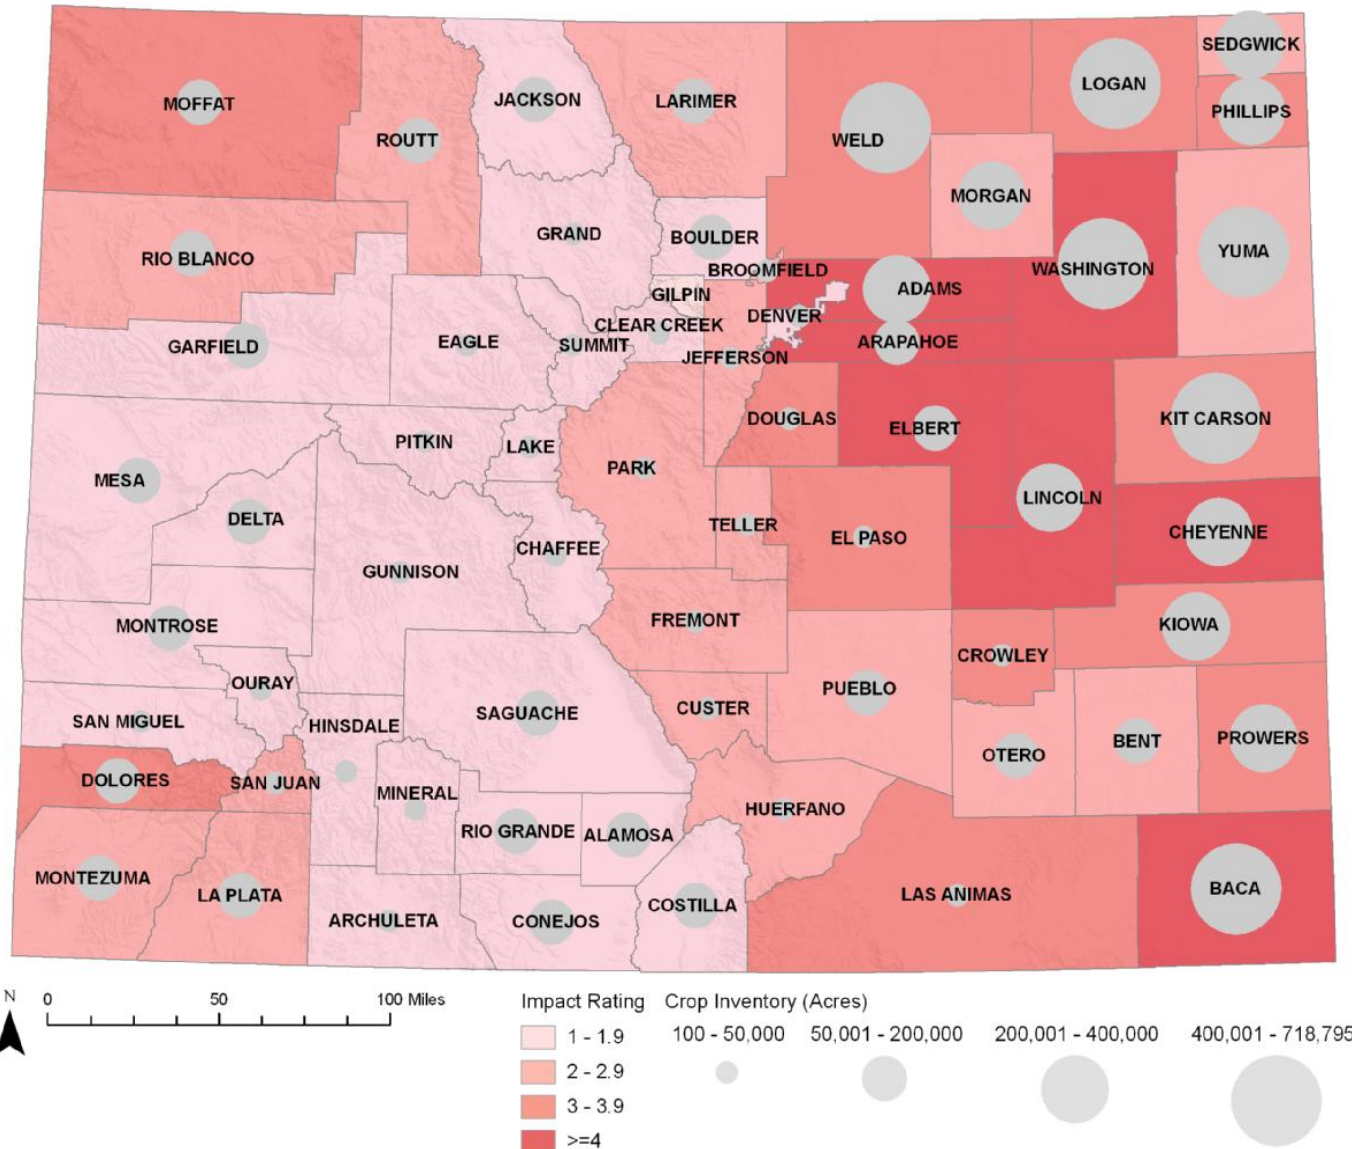 SEDGWICK
LOGAN
MOFFAT
JACKSON
LARIMER
PHILLIPS
ROUTT
WELD
MORGAN
GRAND
BOULDER
YUMA
RIO BLANCO
BROOMFIELD
WASHINGTON
GILPIN
ADAMS
DENVER
CLEAR CREEK
GARFIELD
EAGLE
SUMMIT
ARAPAHOE
JEFFERSON
DOUGLAS
KIT CARSON
ELBERT
PITKIN
LAKE
PARK
MESA
LINCOLN
DELTA
TELLER
CHEYENNE
EL PASO
CHAFFEE
GUNNISON
FREMONT
MONTROSE
KIOWA
CROWLEY
OURAY
PUEBLO
CUSTER
SAGUACHE
SAN MIGUEL
HINSDALE
PROWERS
BENT
OTERO
DOLORES
SAN JUAN
MINERAL
HUERFANO
RIO GRANDE
ALAMOSA
MONTEZUMA
BACA
LA PLATA
LAS ANIMAS
COSTILLA
ARCHULETA
CONEJOS
N
0 50 100 Miles
Impact Rating
1 - 1.9
2 - 2.9
3 - 3.9
>=4
Crop Inventory (Acres)
100 - 50,000 50,001 - 200,000 200,001 - 400,000 400,001 - 718,795